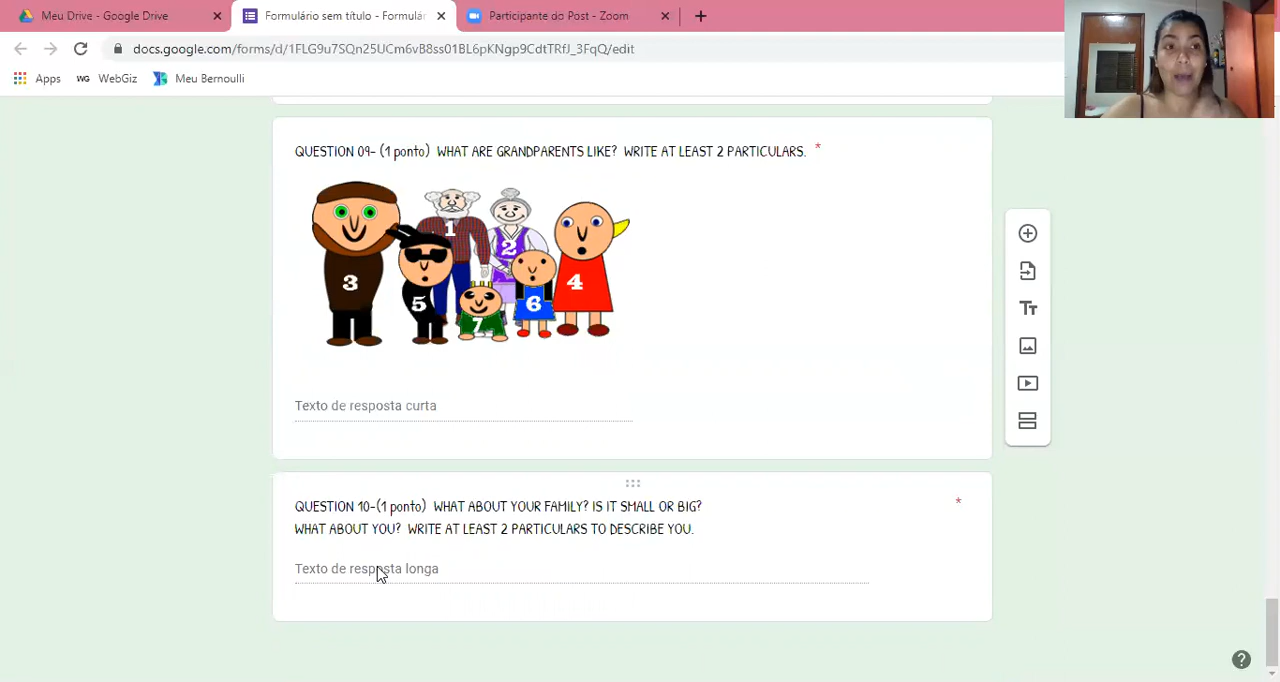 Meu Drive - Google Drive
Formulário sem título - Formulár
Participante do Post - Zoom
docs.google.com/forms/d/1FLG9u7SQn25UCm6vB8ss01BL6pKNgp9CdtTRfJ_3FqQ/edit
Apps
WG WebGiz
Meu Bernoulli
QUESTION 09- (1 ponto) WHAT ARE GRANDPARENTS LIKE? WRITE AT LEAST 2 PARTICULARS. *
1
2
3
4
5
6
7
Tт
Texto de resposta curta
QUESTION 10-(1 ponto) WHAT ABOUT YOUR FAMILY? IS IT SMALL OR BIG? *
WHAT ABOUT YOU? WRITE AT LEAST 2 PARTICULARS TO DESCRIBE YOU.
Texto de resposta longa
?